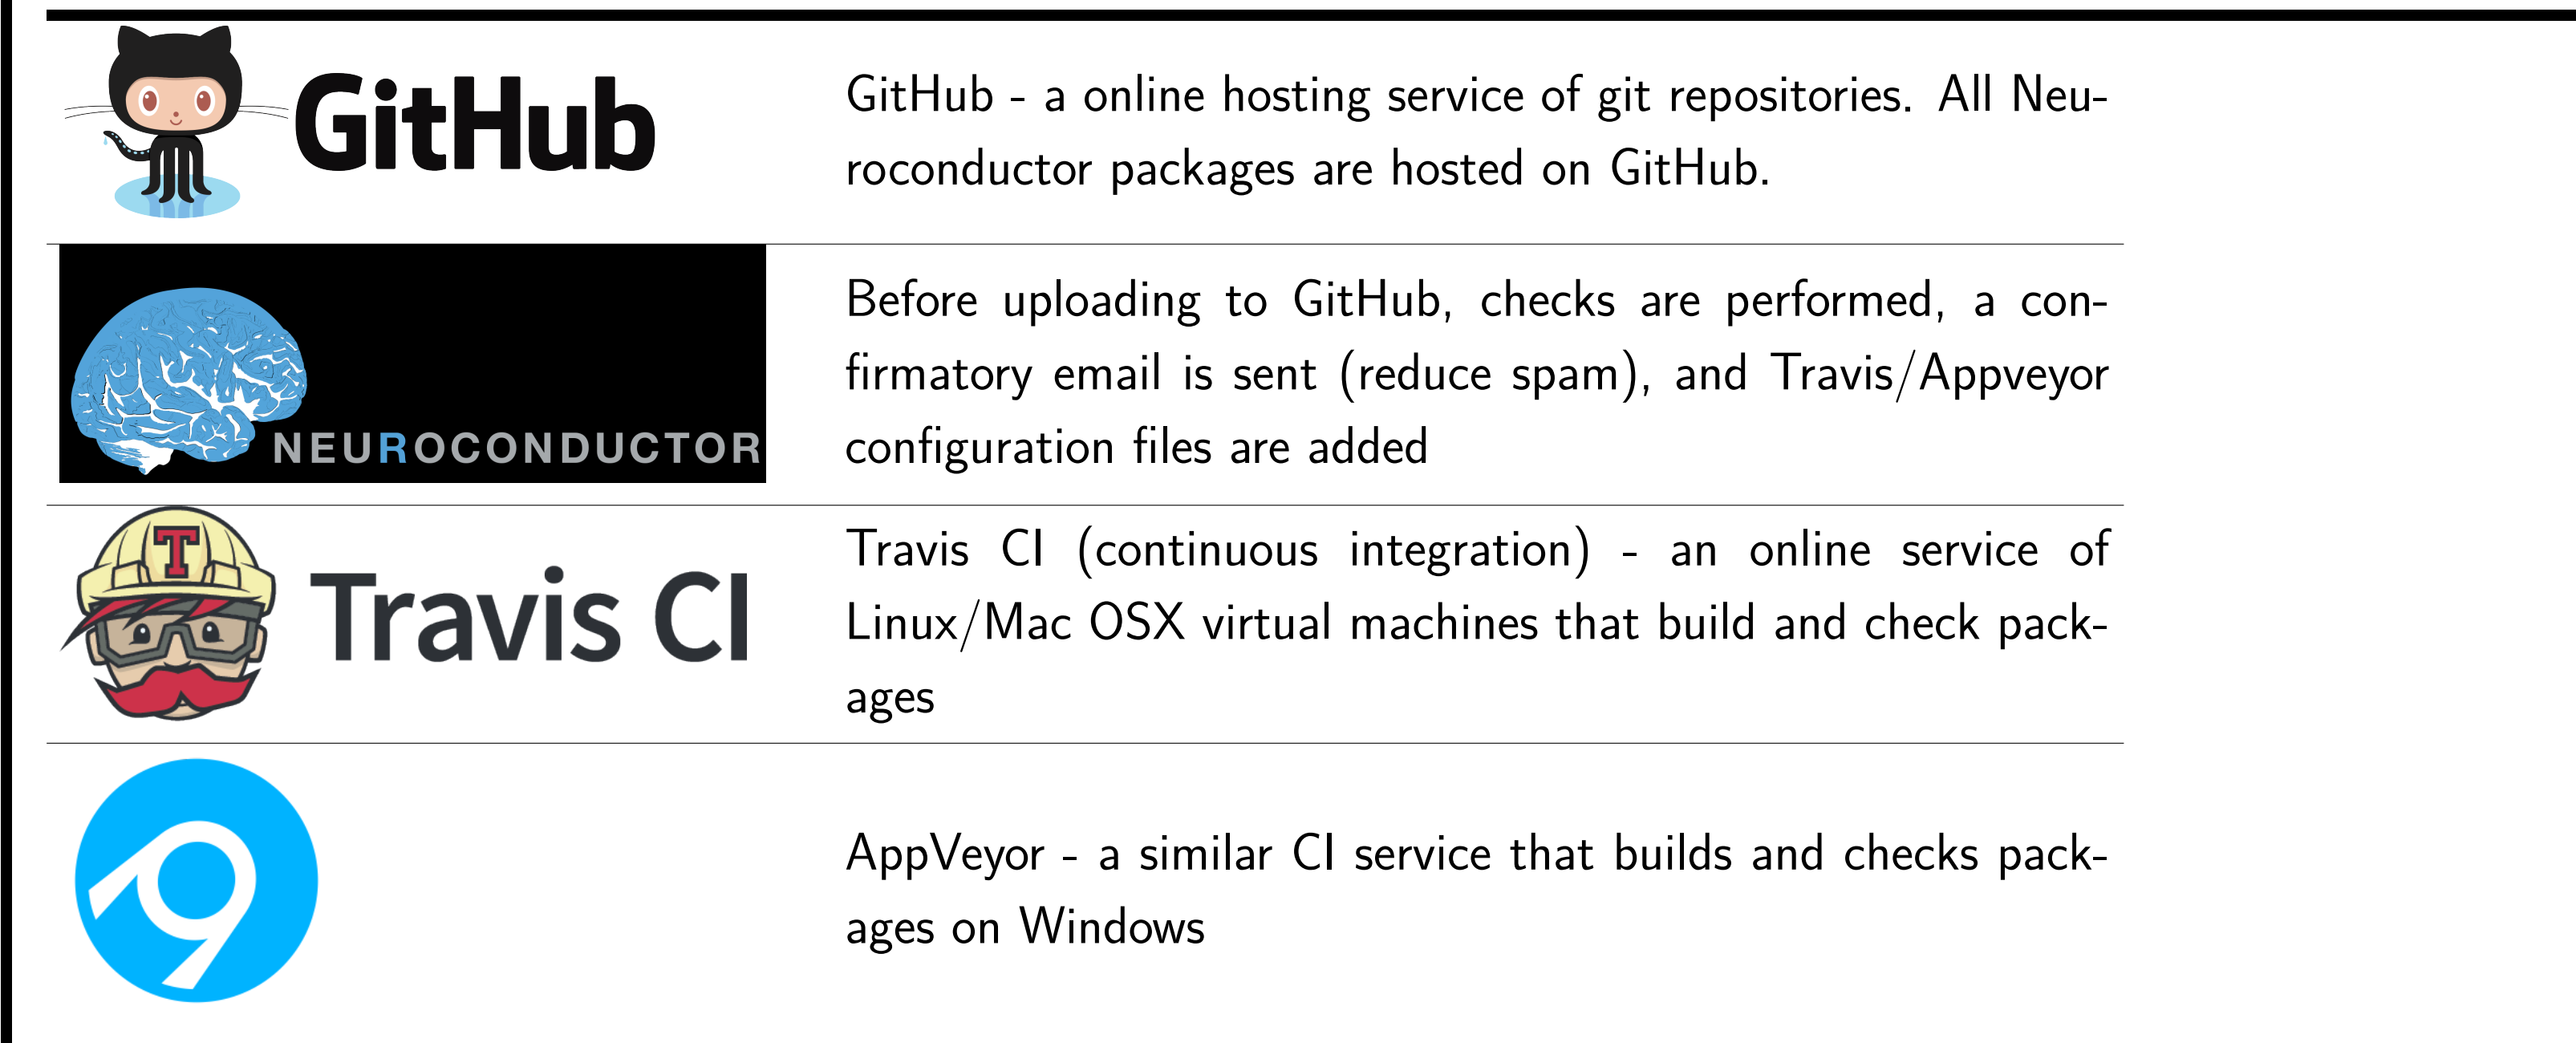 GitHub
GitHub - a online hosting service of git repositories. All Neu-
roconductor packages are hosted on GitHub.
NEUROCONDUCTOR
Before uploading to GitHub, checks are performed, a con-
firmatory email is sent (reduce spam), and Travis/Appveyor
configuration files are added
T
Travis CI
Travis CI (continuous integration) - an online service of
Linux/Mac OSX virtual machines that build and check pack-
ages
AppVeyor - a similar CI service that builds and checks pack-
ages on Windows